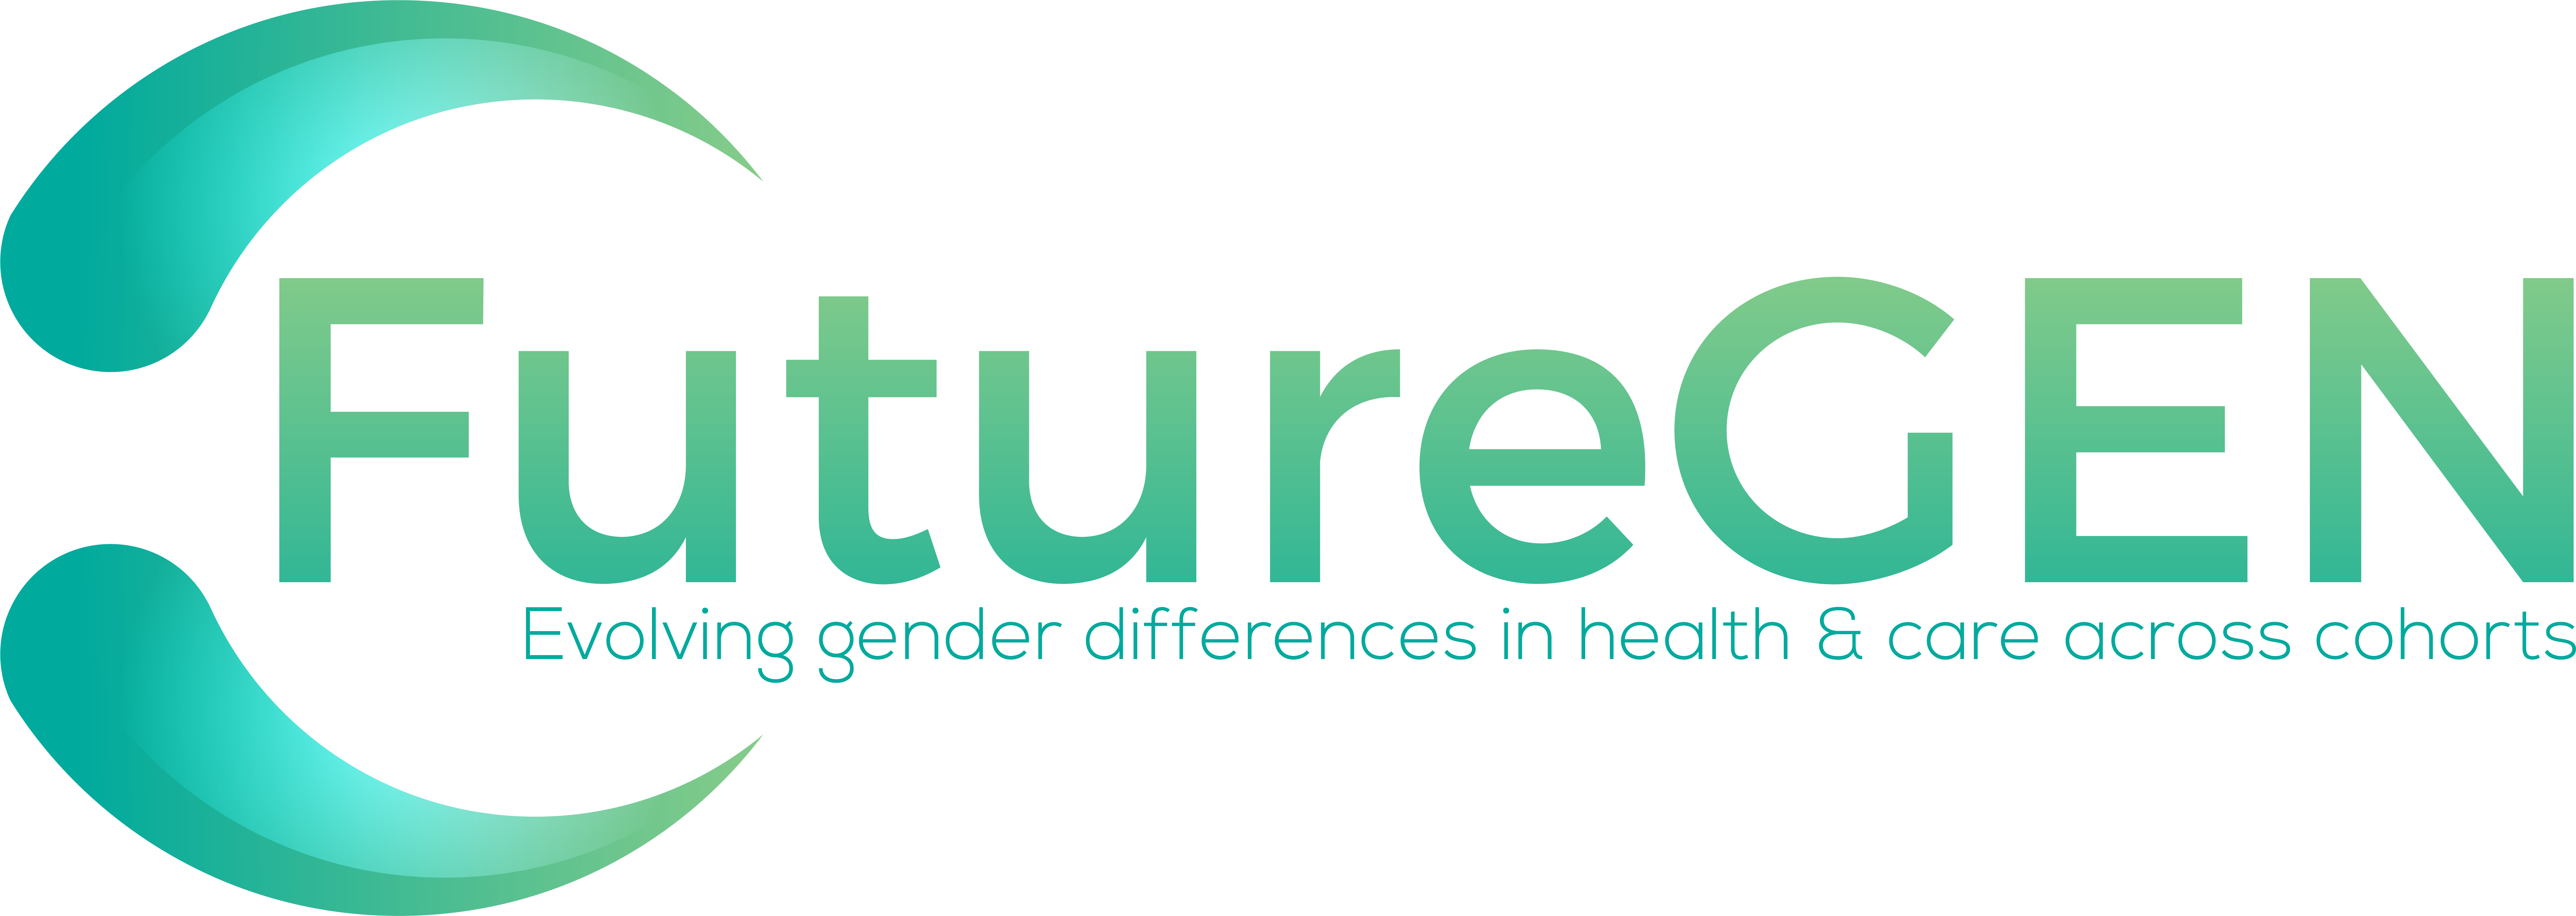 FutureGEN
Evolving gender differences in health & care across cohorts